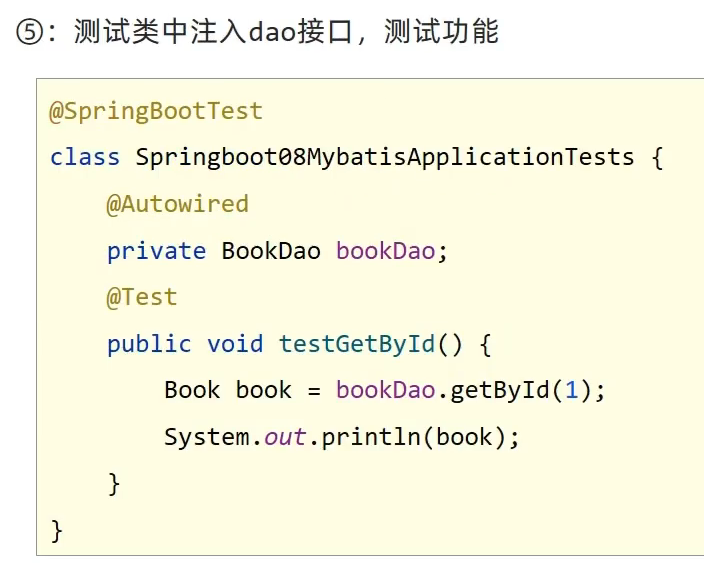 ⑤：测试类中注入dao接口，测试功能
@SpringBootTest
class Springboot08MybatisApplicationTests {
    @Autowired
    private BookDao bookDao;
    @Test
    public void testGetById() {
        Book book = bookDao.getById(1);
        System.out.println(book);
    }
}